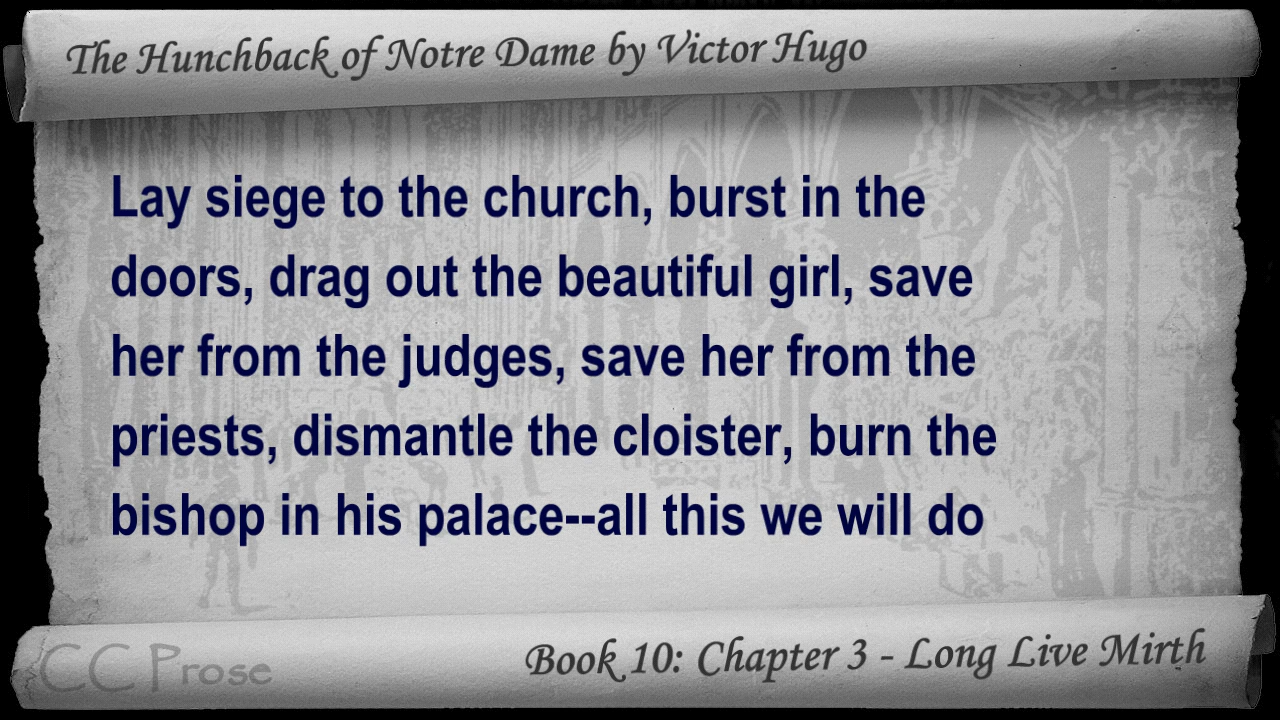 The Hunchback of Notre Dame by Victor Hugo
Lay siege to the church, burst in the
doors, drag out the beautiful girl, save
her from the judges, save her from the
priests, dismantle the cloister, burn the
bishop in his palace--all this we will do
CC Prose
Book 10: Chapter 3 - Long Live Mirth